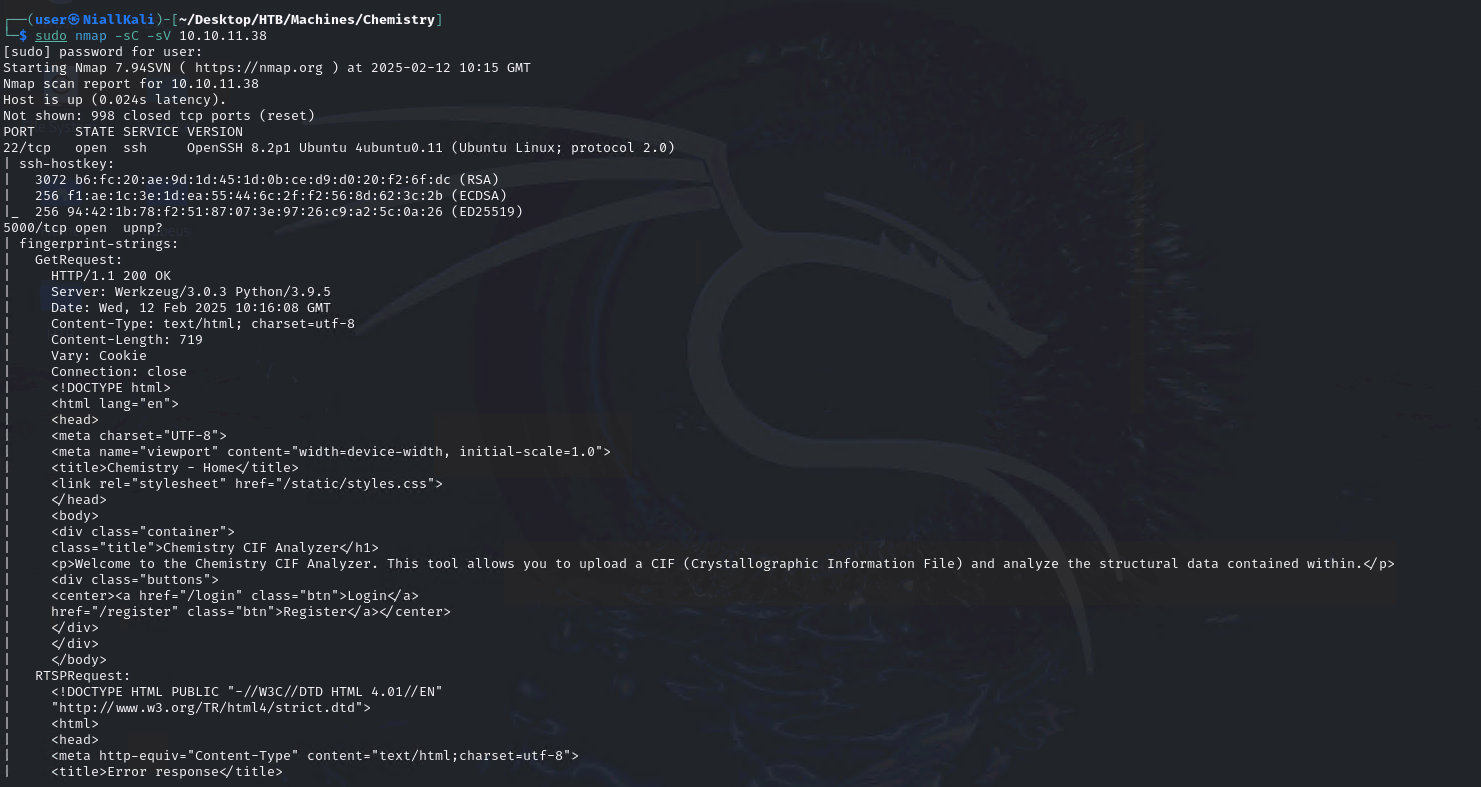 ┌──(user㉿NiallKali)-[~/Desktop/HTB/Machines/Chemistry]
└─$ sudo nmap -sC -sV 10.10.11.38
[sudo] password for user:
Starting Nmap 7.94SVN ( https://nmap.org ) at 2025-02-12 10:15 GMT
Nmap scan report for 10.10.11.38
Host is up (0.024s latency).
Not shown: 998 closed tcp ports (reset)
PORT     STATE SERVICE VERSION
22/tcp   open  ssh     OpenSSH 8.2p1 Ubuntu 4ubuntu0.11 (Ubuntu Linux; protocol 2.0)
| ssh-hostkey:
|   3072 b6:fc:20:ae:9d:1d:45:1d:0b:ce:d9:d0:20:f2:6f:dc (RSA)
|   256 f1:ae:1c:3e:1d:ea:55:44:6c:2f:f2:56:8d:62:3c:2b (ECDSA)
|_  256 94:42:1b:78:f2:51:87:07:3e:97:26:c9:a2:5c:0a:26 (ED25519)
5000/tcp open  upnp?
| fingerprint-strings:
|   GetRequest:
|     HTTP/1.1 200 OK
|     Server: Werkzeug/3.0.3 Python/3.9.5
|     Date: Wed, 12 Feb 2025 10:16:08 GMT
|     Content-Type: text/html; charset=utf-8
|     Content-Length: 719
|     Vary: Cookie
|     Connection: close
|     <!DOCTYPE html>
|     <html lang="en">
|     <head>
|     <meta charset="UTF-8">
|     <meta name="viewport" content="width=device-width, initial-scale=1.0">
|     <title>Chemistry - Home</title>
|     <link rel="stylesheet" href="/static/styles.css">
|     </head>
|     <body>
|     <div class="container">
|     class="title">Chemistry CIF Analyzer</h1>
|     <p>Welcome to the Chemistry CIF Analyzer. This tool allows you to upload a CIF (Crystallographic Information File) and analyze the structural data contained within.</p>
|     <div class="buttons">
|     <center><a href="/login" class="btn">Login</a>
|     href="/register" class="btn">Register</a></center>
|     </div>
|     </div>
|     </body>
|   RTSPRequest:
|     <!DOCTYPE HTML PUBLIC "-//W3C//DTD HTML 4.01//EN"
|     "http://www.w3.org/TR/html4/strict.dtd">
|     <html>
|     <head>
|     <meta http-equiv="Content-Type" content="text/html;charset=utf-8">
|     <title>Error response</title>